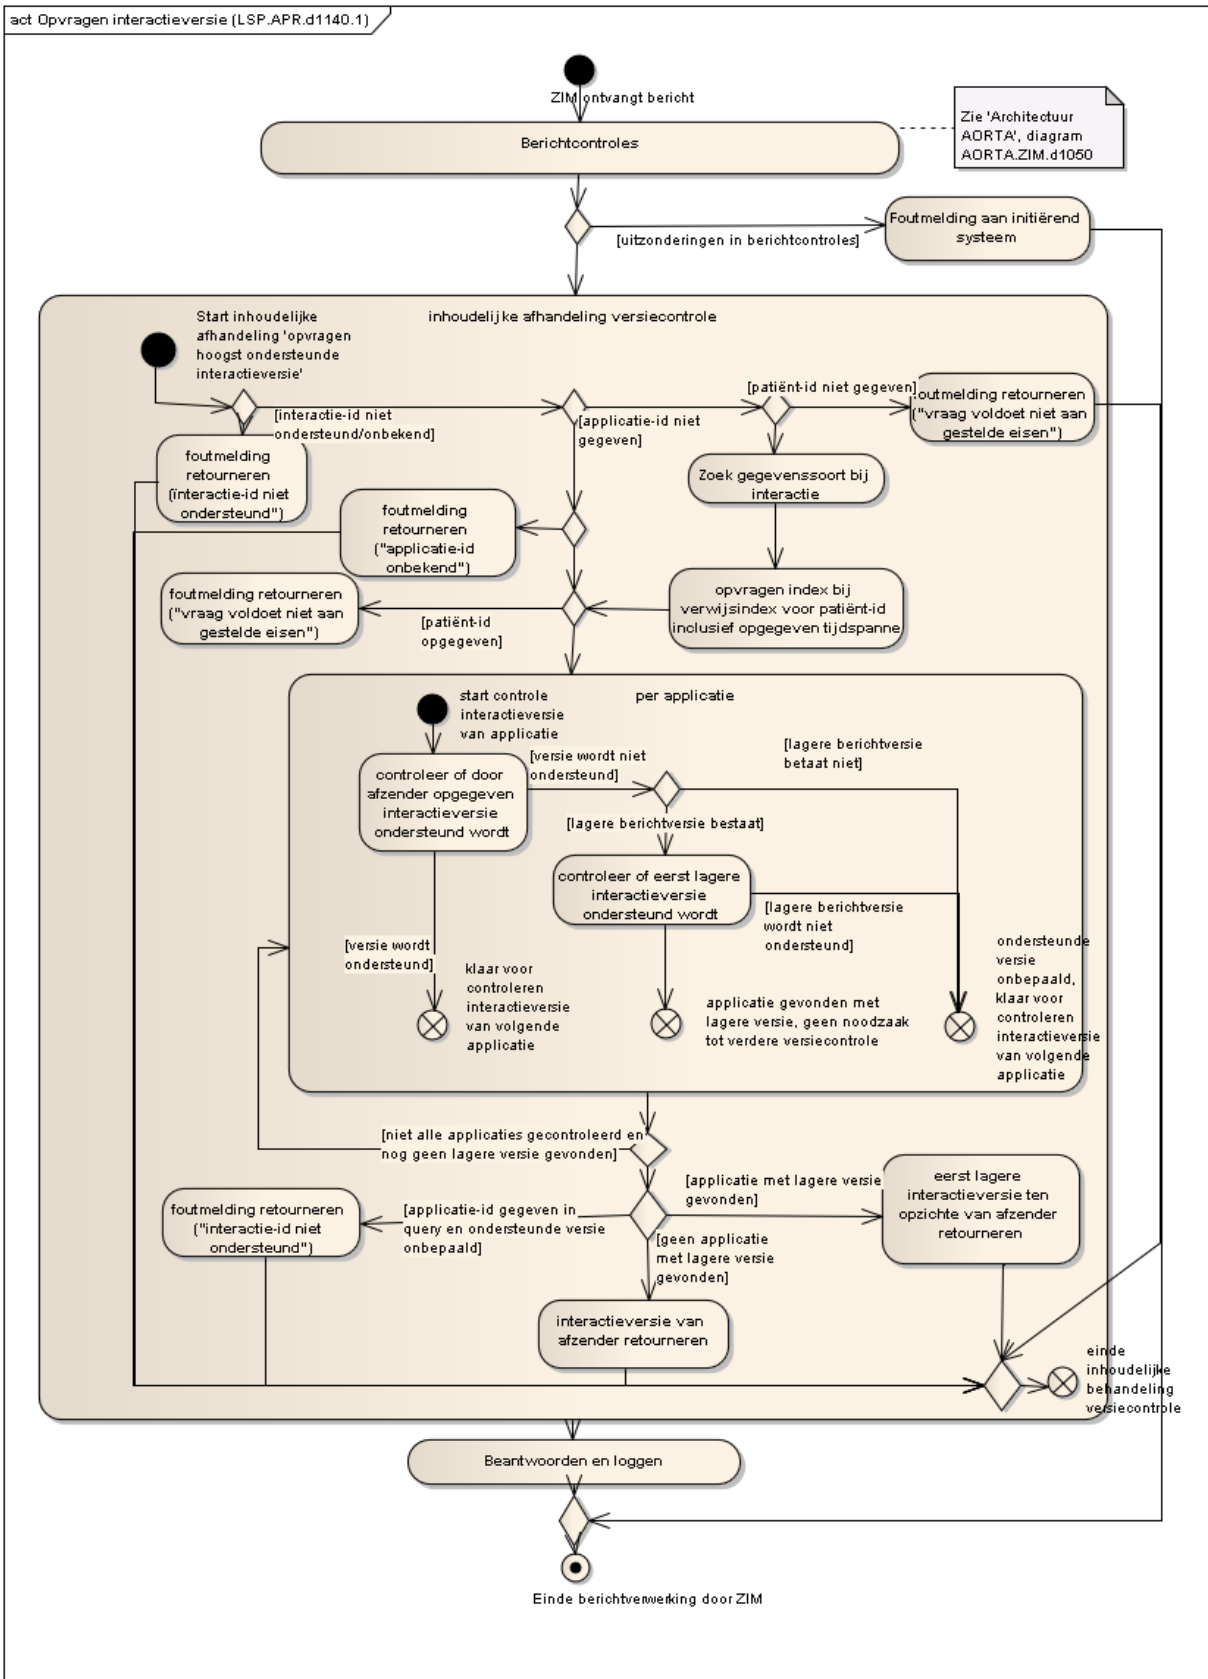 act Opvragen interactieversie (LSP.APR.d1140.1)
ZIM ontvangt bericht
Berichtcontroles
Zie 'Architectuur
AORTA', diagram
AORTA.ZIM.d1050
Foutmelding aan initiërend
systeem
[uitzonderingen in berichtcontroles]
inhoudelijke afhandeling versiecontrole
Start inhoudelijke
afhandeling 'opvragen
hoogst ondersteunde
interactieversie'
[interactie-id niet
ondersteund/onbekend]
[applicatie-id niet
gegeven]
[patiënt-id niet gegeven]
foutmelding retourneren
("vraag voldoet niet aan
gestelde eisen")
foutmelding
retourneren
("interactie-id niet
ondersteund")
Zoek gegevenssoort bij
interactie
foutmelding
retourneren
("applicatie-id
onbekend")
foutmelding retourneren
("vraag voldoet niet aan
gestelde eisen")
[patiënt-id
opgegeven]
opvragen index bij
verwijsindex voor patiënt-id
inclusief opgegeven tijdspanne
per applicatie
start controle
interactieversie
van applicatie
controleer of door
afzender opgegeven
interactieversie
ondersteund wordt
[versie wordt niet
ondersteund]
[lagere berichtversie
betaat niet]
[lagere berichtversie bestaat]
controleer of eerst lagere
interactieversie
ondersteund wordt
[lagere berichtversie
wordt niet
ondersteund]
[versie wordt
ondersteund]
klaar voor
controleren
interactieversie
van volgende
applicatie
applicatie gevonden met
lagere versie, geen noodzaak
tot verdere versiecontrole
ondersteunde
versie
onbepaald,
klaar voor
controleren
interactieversie
van volgende
applicatie
[niet alle applicaties gecontroleerd en
nog geen lagere versie gevonden]
[applicatie met lagere versie
gevonden]
eerst lagere
interactieversie ten
opzichte van afzender
retourneren
foutmelding retourneren
("interactie-id niet
ondersteund")
[applicatie-id gegeven in
query en ondersteunde versie
onbepaald]
[geen applicatie
met lagere versie
gevonden]
interactieversie van
afzender retourneren
einde
inhoudelijke
behandeling
versiecontrole
Beantwoorden en loggen
Einde berichtverwerking door ZIM